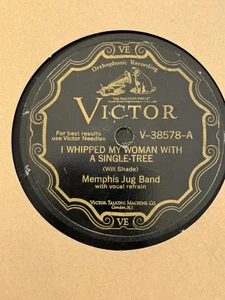 VE
Orthophonic Recording
"HIS MASTER'S VOICE"
VICTOR
For best results
use Victor Needles
V-38578-A
I WHIPPED MY WOMAN WITH
A SINGLE-TREE
(Will Shade)
Memphis Jug Band
with vocal refrain
VICTOR TALKING MACHINE CO.
Camden, N.J.
VE